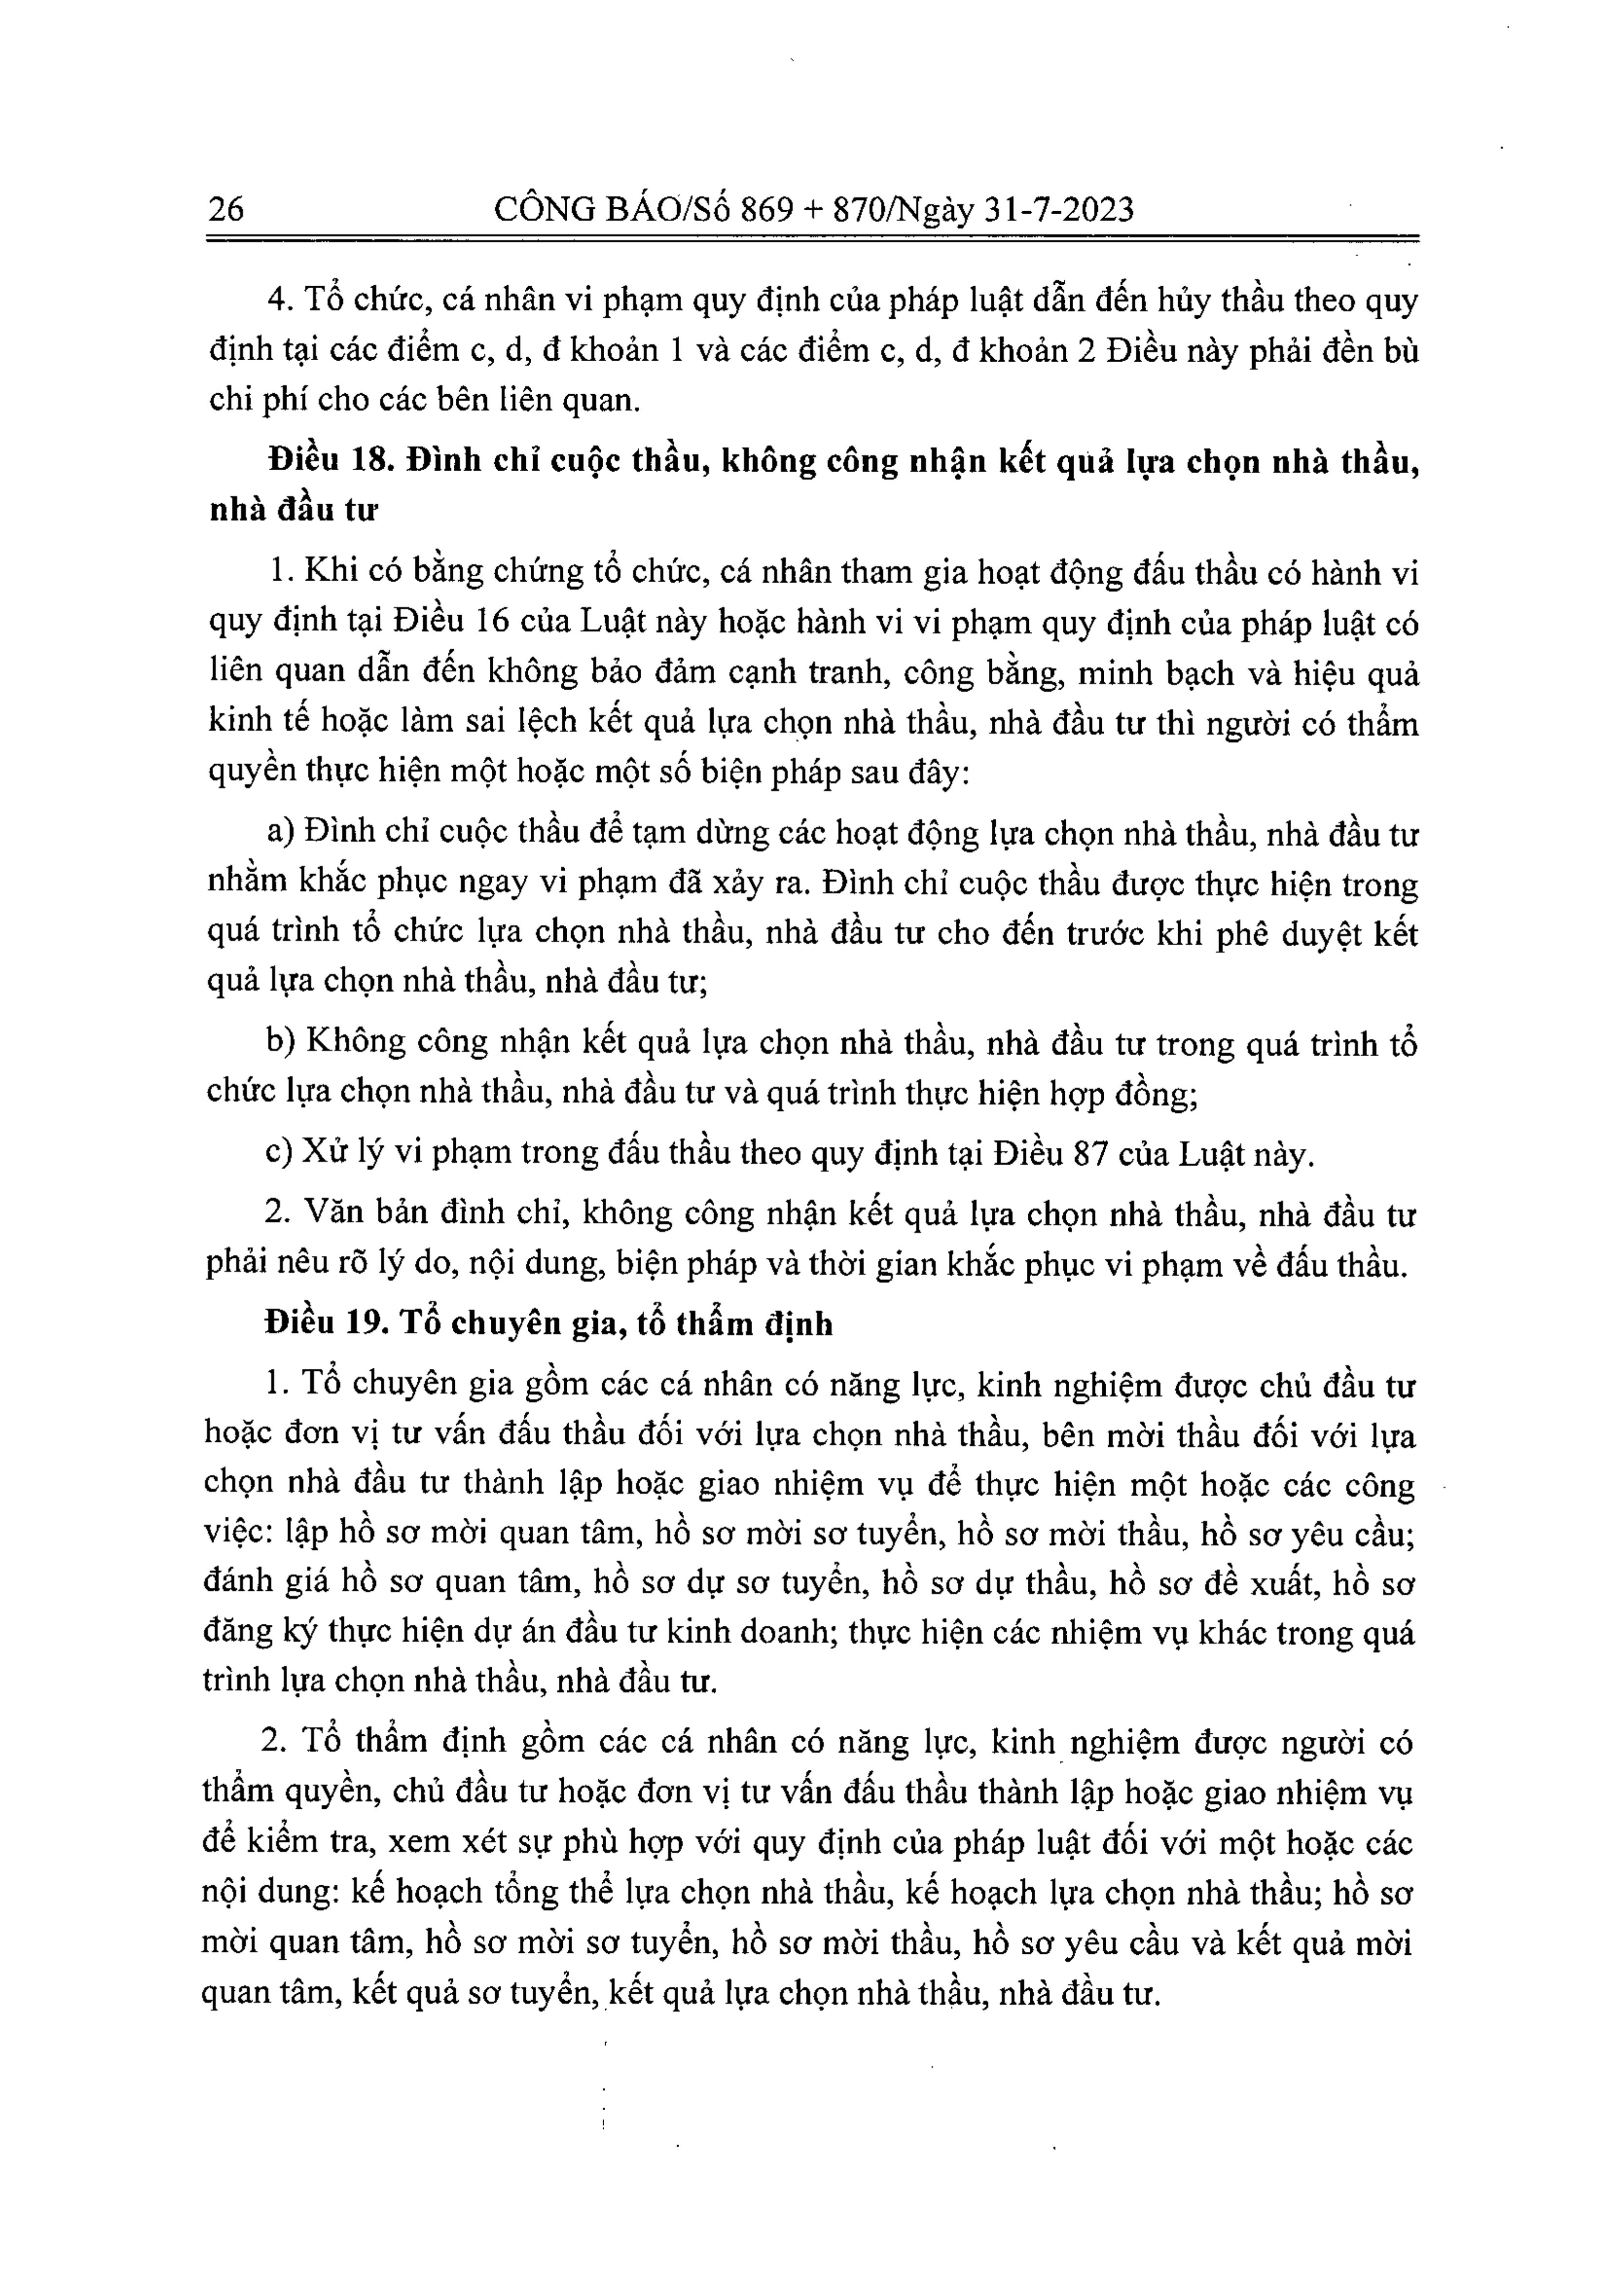 26 CÔNG BÁO/Số 869 + 870/Ngày 31-7-2023
4. Tổ chức, cá nhân vi phạm quy định của pháp luật dẫn đến hủy thầu theo quy
định tại các điểm c, d, đ khoản 1 và các điểm c, d, đ khoản 2 Điều này phải đền bù
chi phí cho các bên liên quan.
Điều 18. Đình chỉ cuộc thầu, không công nhận kết quả lựa chọn nhà thầu,
nhà đầu tư
1. Khi có bằng chứng tổ chức, cá nhân tham gia hoạt động đấu thầu có hành vi
quy định tại Điều 16 của Luật này hoặc hành vi vi phạm quy định của pháp luật có
liên quan dẫn đến không bảo đảm cạnh tranh, công bằng, minh bạch và hiệu quả
kinh tế hoặc làm sai lệch kết quả lựa chọn nhà thầu, nhà đầu tư thì người có thẩm
quyền thực hiện một hoặc một số biện pháp sau đây:
a) Đình chỉ cuộc thầu để tạm dừng các hoạt động lựa chọn nhà thầu, nhà đầu tư
nhằm khắc phục ngay vi phạm đã xảy ra. Đình chỉ cuộc thầu được thực hiện trong
quá trình tổ chức lựa chọn nhà thầu, nhà đầu tư cho đến trước khi phê duyệt kết
quả lựa chọn nhà thầu, nhà đầu tư;
b) Không công nhận kết quả lựa chọn nhà thầu, nhà đầu tư trong quá trình tổ
chức lựa chọn nhà thầu, nhà đầu tư và quá trình thực hiện hợp đồng;
c) Xử lý vi phạm trong đấu thầu theo quy định tại Điều 87 của Luật này.
2. Văn bản đình chỉ, không công nhận kết quả lựa chọn nhà thầu, nhà đầu tư
phải nêu rõ lý do, nội dung, biện pháp và thời gian khắc phục vi phạm về đấu thầu.
Điều 19. Tổ chuyên gia, tổ thẩm định
1. Tổ chuyên gia gồm các cá nhân có năng lực, kinh nghiệm được chủ đầu tư
hoặc đơn vị tư vấn đấu thầu đối với lựa chọn nhà thầu, bên mời thầu đối với lựa
chọn nhà đầu tư thành lập hoặc giao nhiệm vụ để thực hiện một hoặc các công
việc: lập hồ sơ mời quan tâm, hồ sơ mời sơ tuyển, hồ sơ mời thầu, hồ sơ yêu cầu;
đánh giá hồ sơ quan tâm, hồ sơ dự sơ tuyển, hồ sơ dự thầu, hồ sơ đề xuất, hồ sơ
đăng ký thực hiện dự án đầu tư kinh doanh; thực hiện các nhiệm vụ khác trong quá
trình lựa chọn nhà thầu, nhà đầu tư.
2. Tổ thẩm định gồm các cá nhân có năng lực, kinh nghiệm được người có
thẩm quyền, chủ đầu tư hoặc đơn vị tư vấn đấu thầu thành lập hoặc giao nhiệm vụ
để kiểm tra, xem xét sự phù hợp với quy định của pháp luật đối với một hoặc các
nội dung: kế hoạch tổng thể lựa chọn nhà thầu, kế hoạch lựa chọn nhà thầu; hồ sơ
mời quan tâm, hồ sơ mời sơ tuyển, hồ sơ mời thầu, hồ sơ yêu cầu và kết quả mời
quan tâm, kết quả sơ tuyển, kết quả lựa chọn nhà thầu, nhà đầu tư.